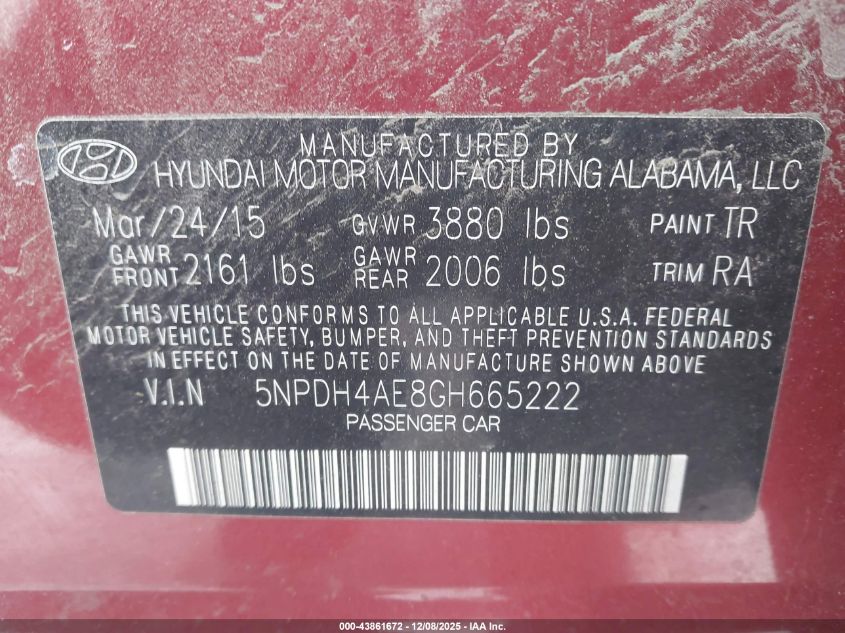 MANUFACTURED BY
HYUNDAI MOTOR MANUFACTURING ALABAMA, LLC
Mar/24/15 GVWR 3880 lbs PAINT TR
GAWR FRONT 2161 lbs GAWR REAR 2006 lbs TRIM RA
THIS VEHICLE CONFORMS TO ALL APPLICABLE U.S.A. FEDERAL
MOTOR VEHICLE SAFETY, BUMPER, AND THEFT PREVENTION STANDARDS
IN EFFECT ON THE DATE OF MANUFACTURE SHOWN ABOVE.
V.I.N 5NPDH4AE8GH665222
PASSENGER CAR
000-43861672 - 12/08/2025 - IAA Inc.